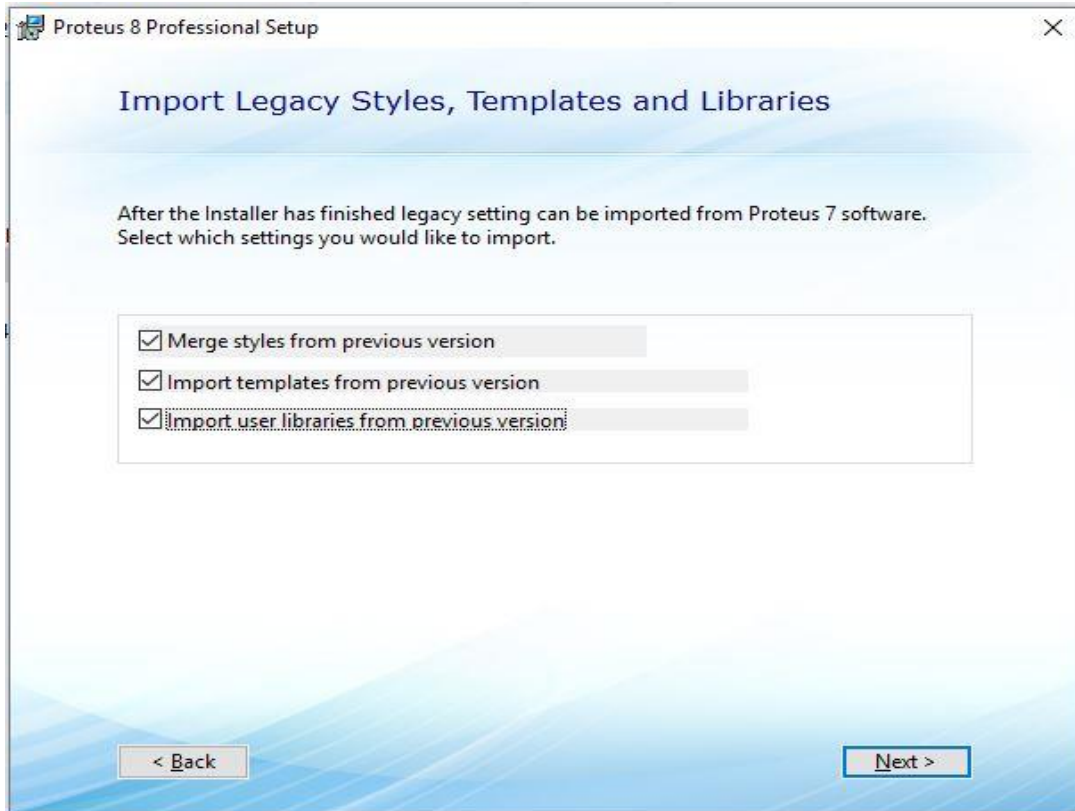 Proteus 8 Professional Setup
Import Legacy Styles, Templates and Libraries
After the Installer has finished legacy setting can be imported from Proteus 7 software.
Select which settings you would like to import.
Merge styles from previous version
Import templates from previous version
Import user libraries from previous version
< Back
Next >